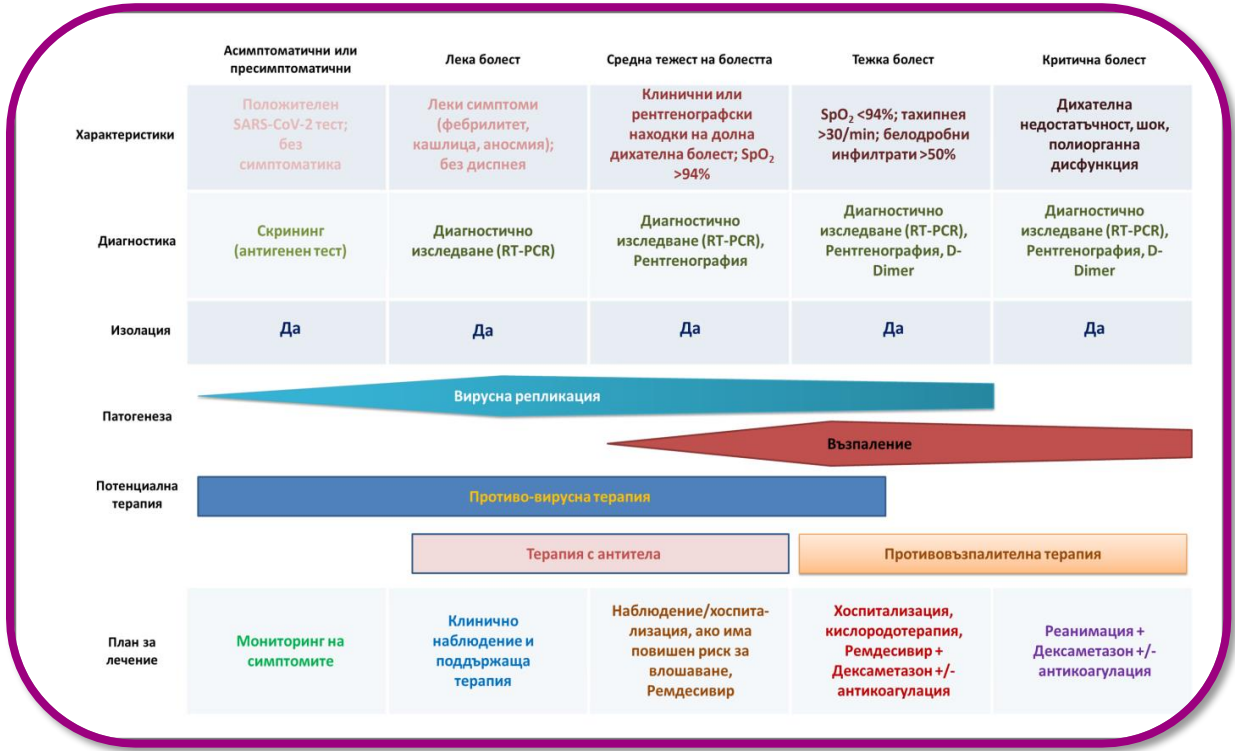 Асимптоматични или
пресимптоматични
Лека болест
Средна тежест на болестта
Тежка болест
Критична болест
Характеристики
Положителен
SARS-CoV-2 тест;
без
симптоматика
Леки симптоми
(фебрилитет,
кашлица, аносмия);
без диспнея
Клинични или
рентгенографски
находки на долна
дихателна болест; SpO₂
>94%
SpO₂ <94%; тахипнея
>30/min; белодробни
инфилтрати >50%
Дихателна
недостатъчност, шок,
полиорганна
дисфункция
Диагностика
Скрининг
(антигенен тест)
Диагностично
изследване (RT-PCR)
Диагностично
изследване (RT-PCR),
Рентгенография
Диагностично
изследване (RT-PCR),
Рентгенография, D-
Dimer
Диагностично
изследване (RT-PCR),
Рентгенография, D-
Dimer
Изолация
Да
Да
Да
Да
Да
Патогенеза
Вирусна репликация
Възпаление
Потенциална
терапия
Противо-вирусна терапия
Терапия с антитела
Противовъзпалителна терапия
План за
лечение
Мониторинг на
симптомите
Клинично
наблюдение и
поддържаща
терапия
Наблюдение/хоспита-
лизация, ако има
повишен риск за
влошаване,
Ремдесивир
Хоспитализация,
кислородотерапия,
Ремдесивир +
Дексаметазон +/-
антикоагулация
Реанимация +
Дексаметазон +/-
антикоагулация